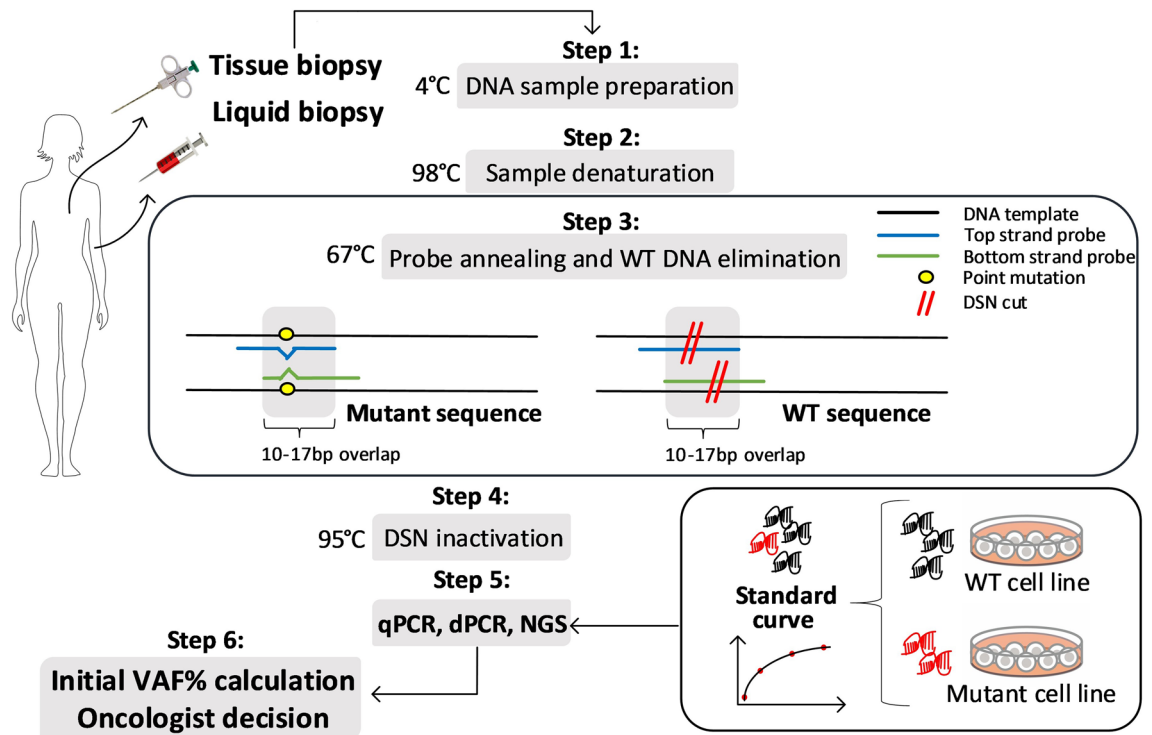 Tissue biopsy
Liquid biopsy
Step 1:
4°C DNA sample preparation
Step 2:
98°C Sample denaturation
Step 3:
67°C Probe annealing and WT DNA elimination
DNA template
Top strand probe
Bottom strand probe
Point mutation
DSN cut
Mutant sequence
10-17bp overlap
WT sequence
10-17bp overlap
Step 4:
95°C DSN inactivation
Step 5:
qPCR, dPCR, NGS
Step 6:
Initial VAF% calculation
Oncologist decision
Standard
curve
WT cell line
Mutant cell line